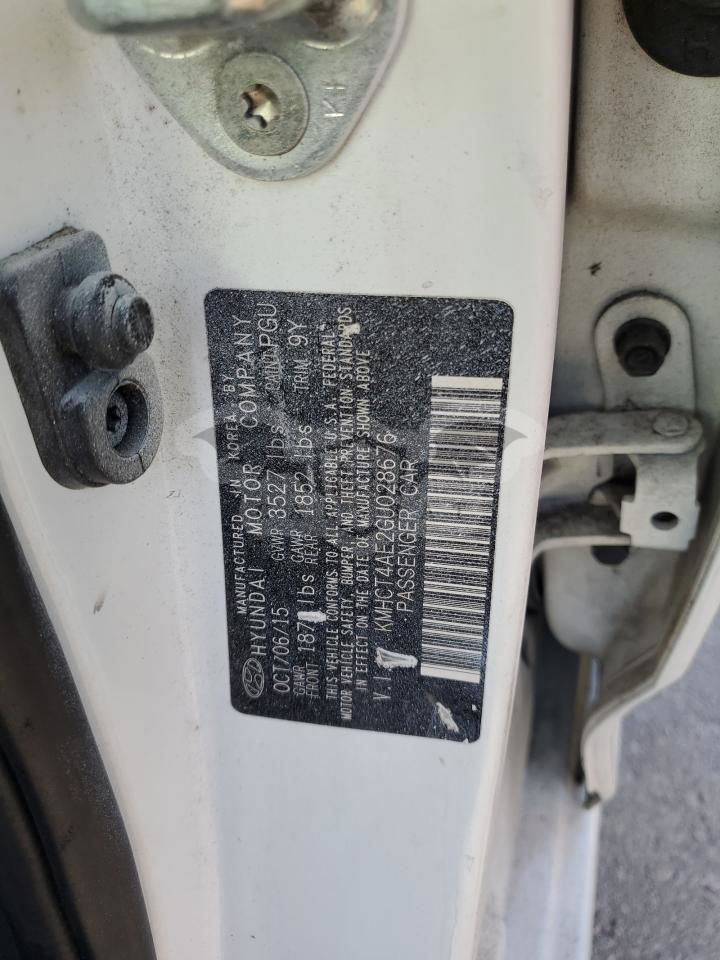 MANUFACTURED IN KOREA BY
HYUNDAI MOTOR COMPANY
OCT/06/15 GVWR 3527 lbs PAINT PGU
GAWR FRONT lbs GAWR REAR 1852 lbs TRIM 9Y
THIS VEHICLE CONFORMS TO ALL APPLICABLE U.S.A. FEDERAL
MOTOR VEHICLE SAFETY, BUMPER, AND THEFT PREVENTION STANDARDS
IN EFFECT ON THE DATE OF MANUFACTURE SHOWN ABOVE
V.I. KMHCT4AE2GU028676
PASSENGER CAR